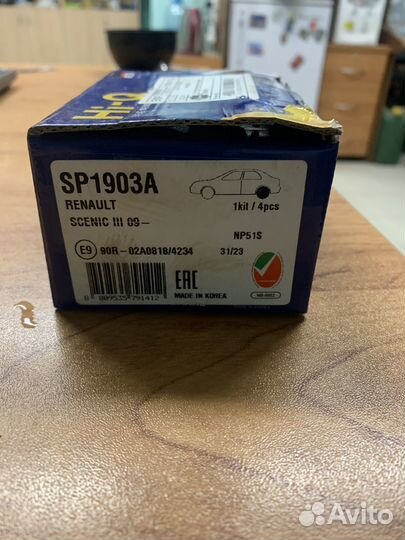 Hi-Q
SP1903A
RENAULT
SCENIC III 09-
1kit / 4pcs
NP51S
E9 90R-02A0818/4234
31/23
8 809535 791412
EAC
MADE IN KOREA
Avito